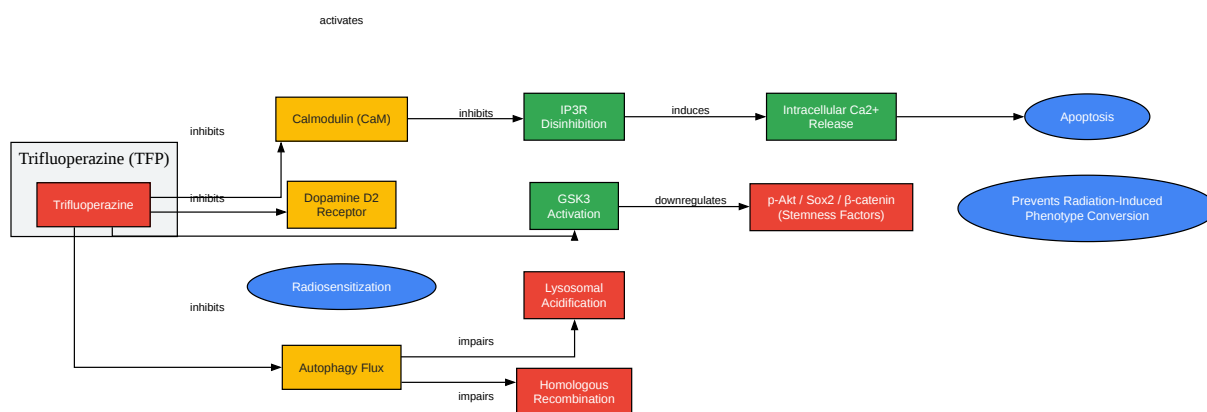 activates
inhibits
Calmodulin (CaM)
inhibits
IP3R
Disinhibition
induces
Intracellular Ca2+
Release
Apoptosis
Trifluoperazine (TFP)
Trifluoperazine
inhibits
Dopamine D2
Receptor
GSK3
Activation
downregulates
p-Akt / Sox2 / β-catenin
(Stemness Factors)
Prevents Radiation-Induced
Phenotype Conversion
Radiosensitization
inhibits
Lysosomal
Acidification
impairs
Autophagy Flux
impairs
Homologous
Recombination